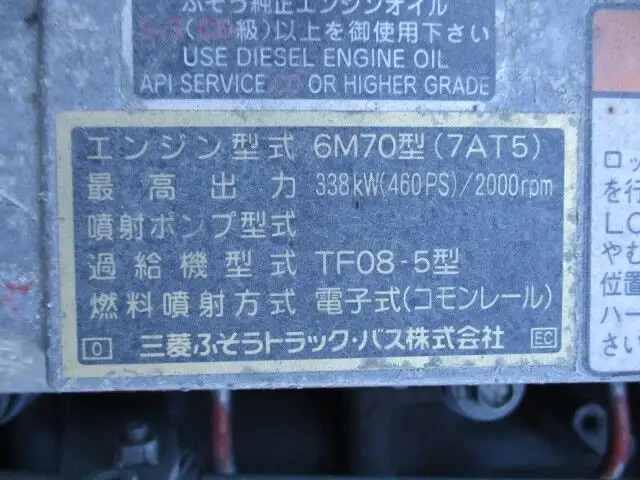 ふそう純正エンジンオイル
(CD級)以上を御使用下さい
USE DIESEL ENGINE OIL
API SERVICE CD OR HIGHER GRADE
エンジン型式 6M70型(7AT5)
最高出力 338kW(460PS)/2000rpm
噴射ポンプ型式
過給機型式 TF08-5型
燃料噴射方式 電子式(コモンレール)
O 三菱ふそうトラック・バス株式会社 EC
ロッ
を行
LO
やむ
位置
ハー
さい